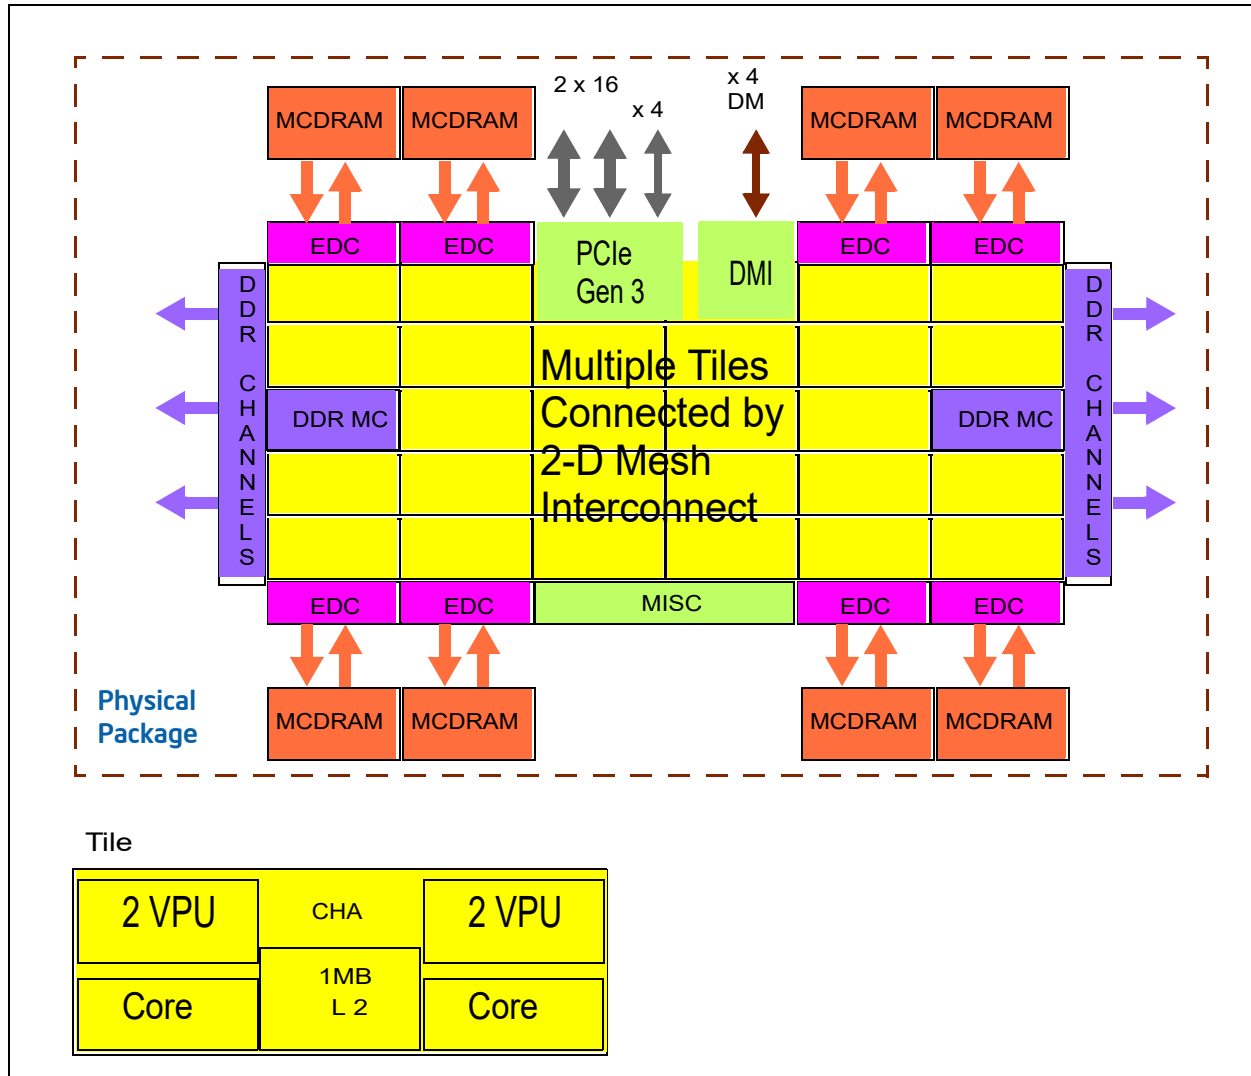 2 x 16
x 4
x 4
DM
MCDRAM
MCDRAM
MCDRAM
MCDRAM
EDC
EDC
PCIe
Gen 3
DMI
EDC
EDC
DDR CHANNELS
DDR CHANNELS
Multiple Tiles
Connected by
2-D Mesh
Interconnect
DDR MC
DDR MC
EDC
EDC
MISC
EDC
EDC
MCDRAM
MCDRAM
MCDRAM
MCDRAM
Physical
Package
Tile
2 VPU
CHA
2 VPU
Core
1MB
L 2
Core